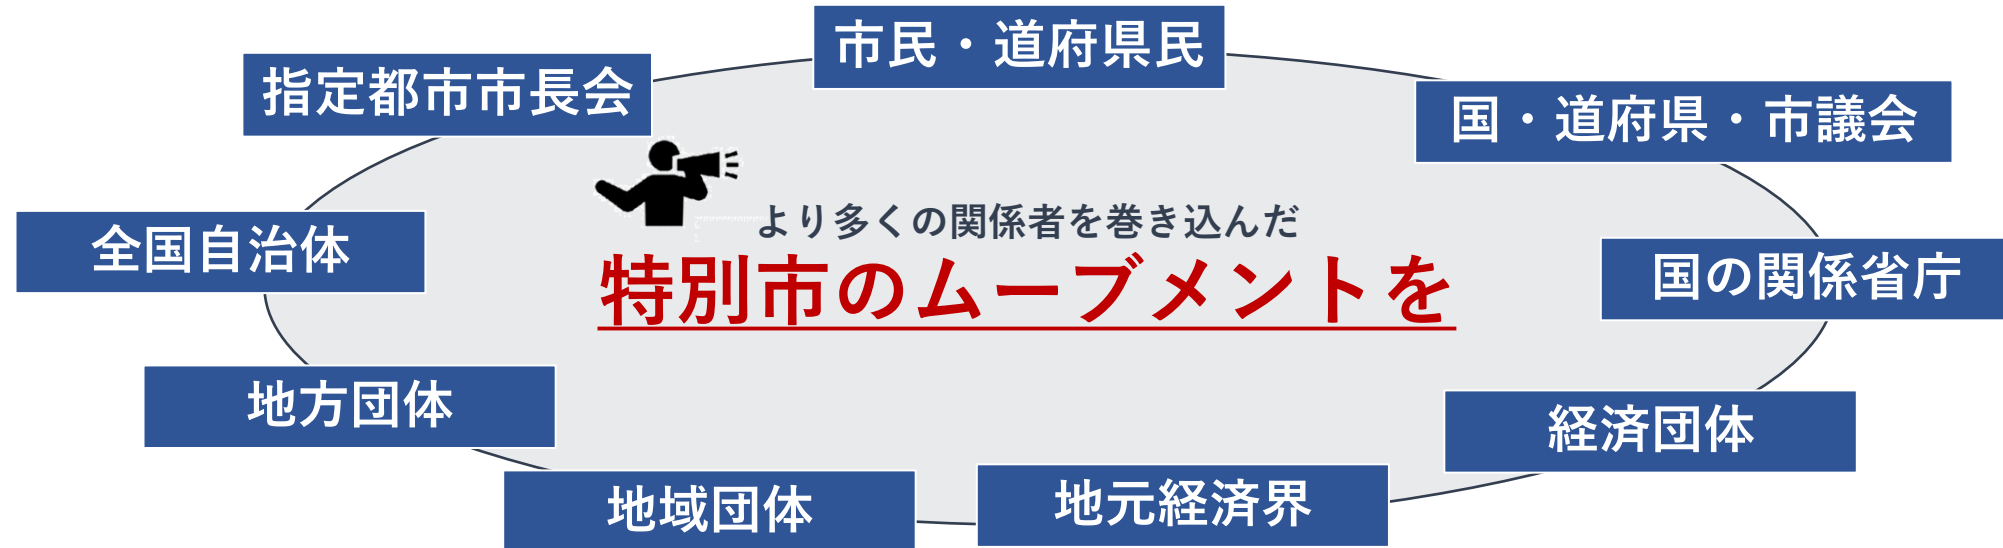 市民・道府県民
指定都市市長会
国・道府県・市議会
より多くの関係者を巻き込んだ
特別市のムーブメントを
全国自治体
国の関係省庁
地方団体
経済団体
地域団体
地元経済界